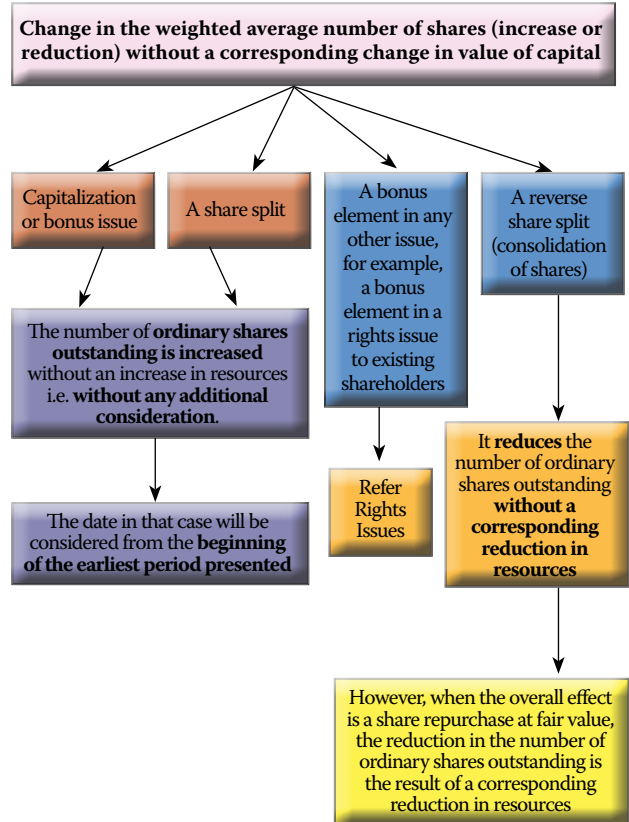 Change in the weighted average number of shares (increase or
reduction) without a corresponding change in value of capital
Capitalization
or bonus issue
A share split
A bonus
element in any
other issue,
for example,
a bonus
element in a
rights issue
to existing
shareholders
A reverse
share split
(consolidation
of shares)
The number of ordinary shares
outstanding is increased
without an increase in resources
i.e. without any additional
consideration.
The date in that case will be
considered from the beginning
of the earliest period presented
Refer
Rights
Issues
It reduces the
number of ordinary
shares outstanding
without a
corresponding
reduction in
resources
However, when the overall effect
is a share repurchase at fair value,
the reduction in the number of
ordinary shares outstanding is
the result of a corresponding
reduction in resources